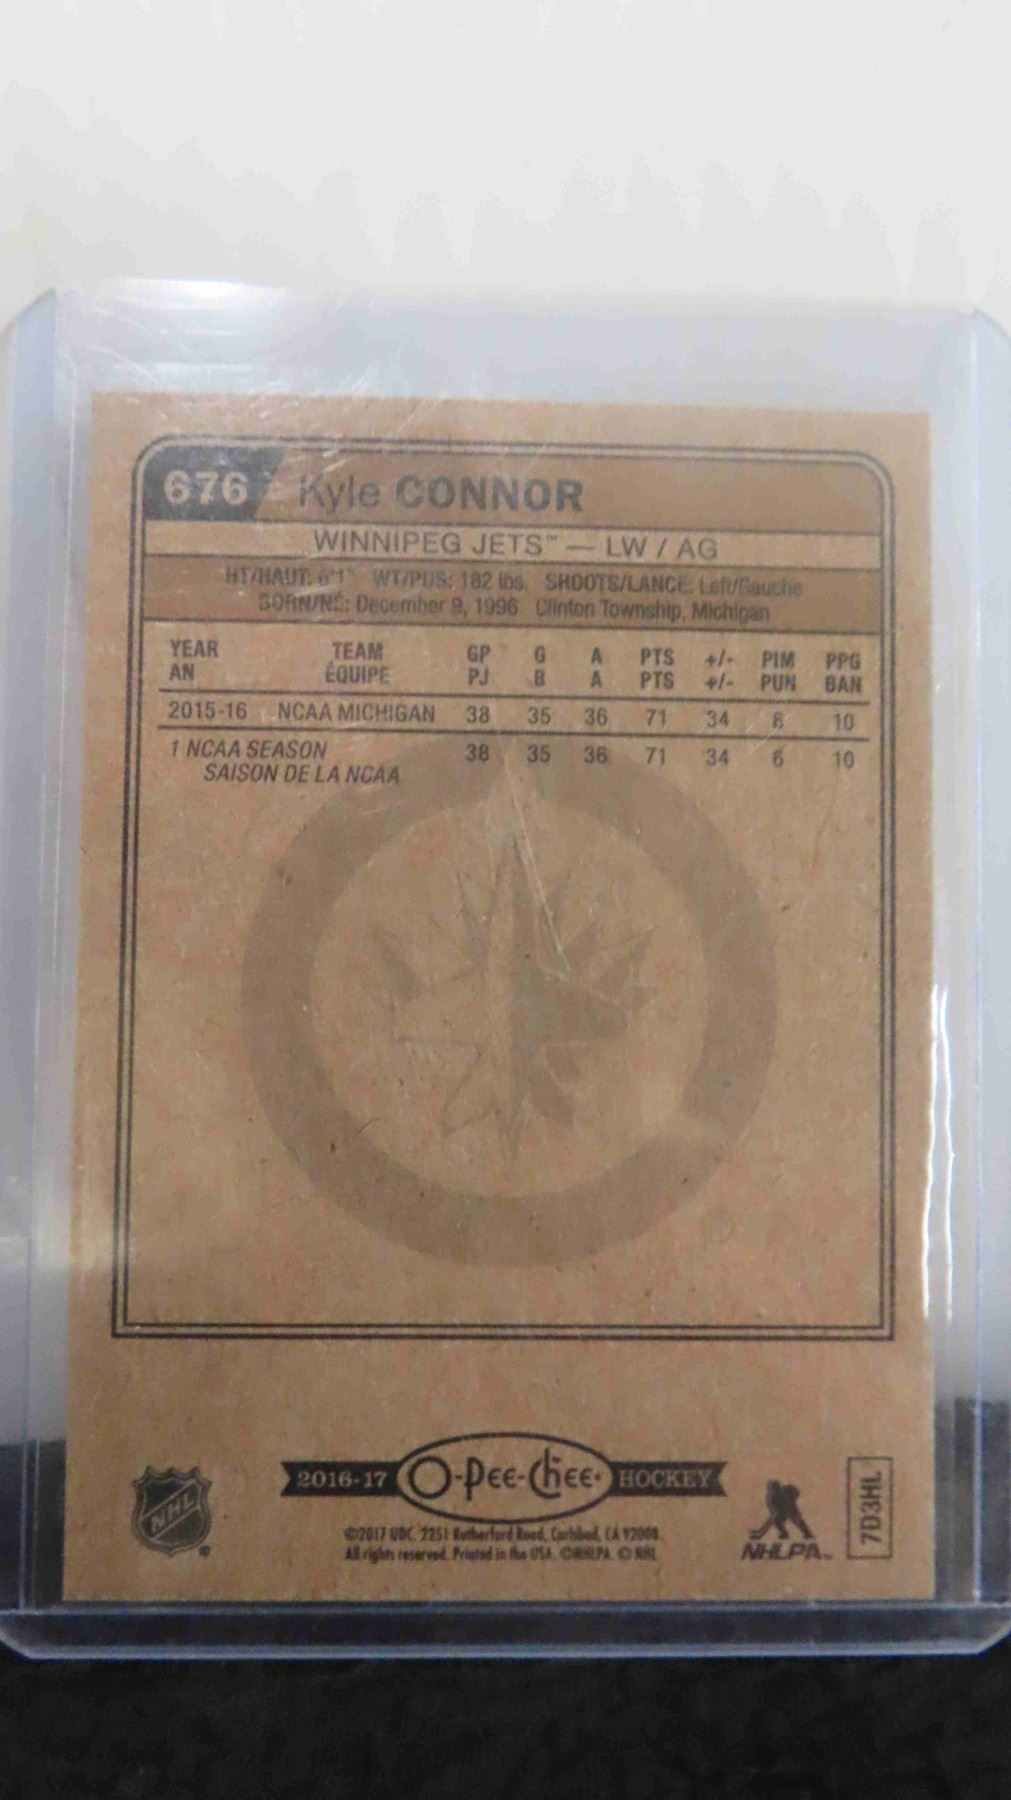 676 Kyle CONNOR
WINNIPEG JETS™ — LW / AG
HT/HAUT: 6'1" WT/PDS: 182 lbs. SHOOTS/LANCE: Left/Gauche
BORN/NÉ: December 9, 1996 Clinton Township, Michigan
YEAR TEAM GP G A PTS +/- PIM PPG
AN ÉQUIPE PJ B A PTS +/- PUN BAN
2015-16 NCAA MICHIGAN 38 35 36 71 34 6 10
1 NCAA SEASON 38 35 36 71 34 6 10
SAISON DE LA NCAA
2016-17 O-Pee-Chee HOCKEY
©2017 UDC. 2251 Rutherford Road, Carlsbad, CA 92008.
All rights reserved. Printed in the USA. ©NHLPA. © NHL
NHL®
NHLPA™
7D3HL